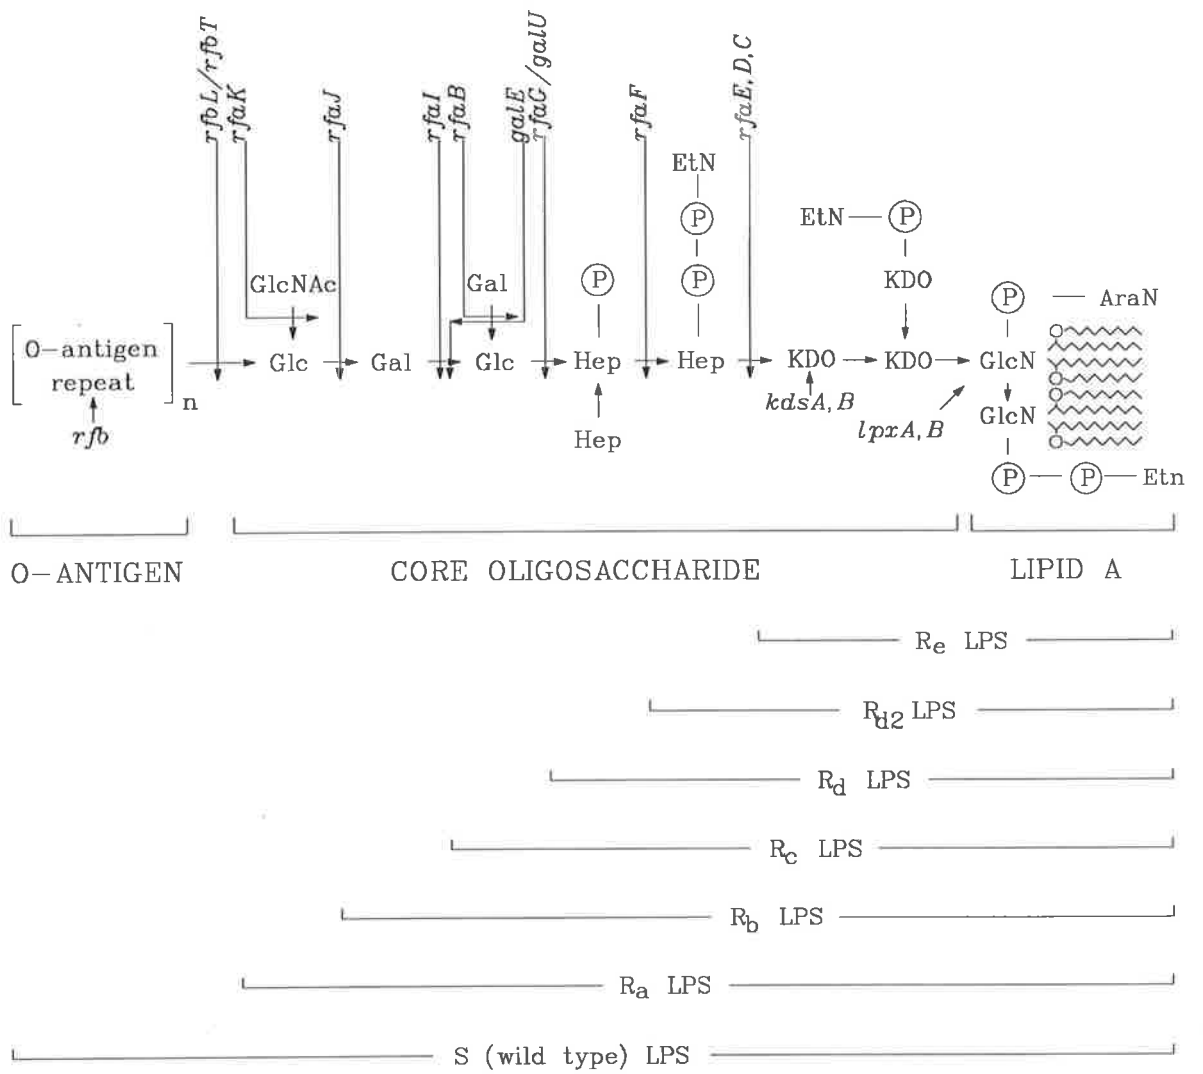 rfbL/rfbT
rfaK
rfaJ
rfaI
rfaB
galE
rfaG/galU
rfaF
rfaE,D,C
EtN
P
EtN P
P KDO
GlcNAc Gal P
P AraN
O-antigen
repeat
n
Glc Gal Glc Hep Hep KDO KDO GlcN
kdsA,B
GlcN
rfb
Hep
lpxA,B
P P Etn
O-ANTIGEN CORE OLIGOSACCHARIDE LIPID A
Re LPS
Rd2 LPS
Rd LPS
Rc LPS
Rb LPS
Ra LPS
S (wild type) LPS